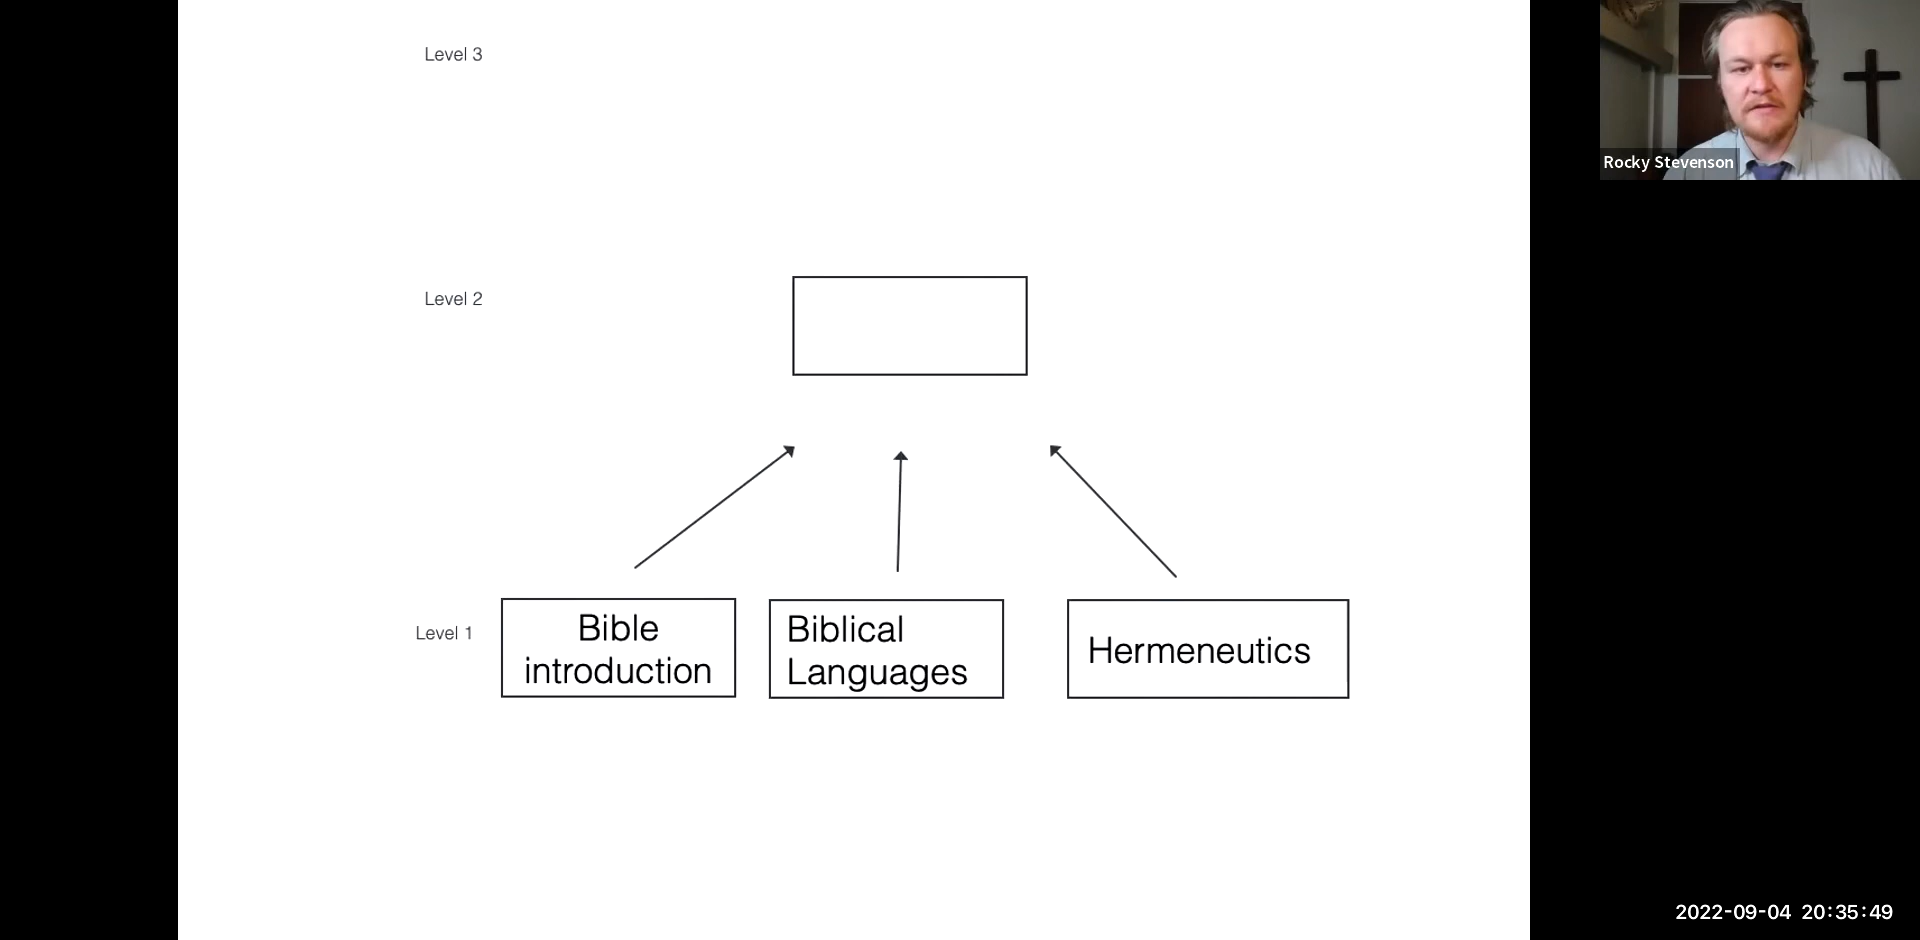 Level 3
Rocky Stevenson
Level 2
Level 1
Bible
introduction
Biblical
Languages
Hermeneutics
2022-09-04 20:35:49